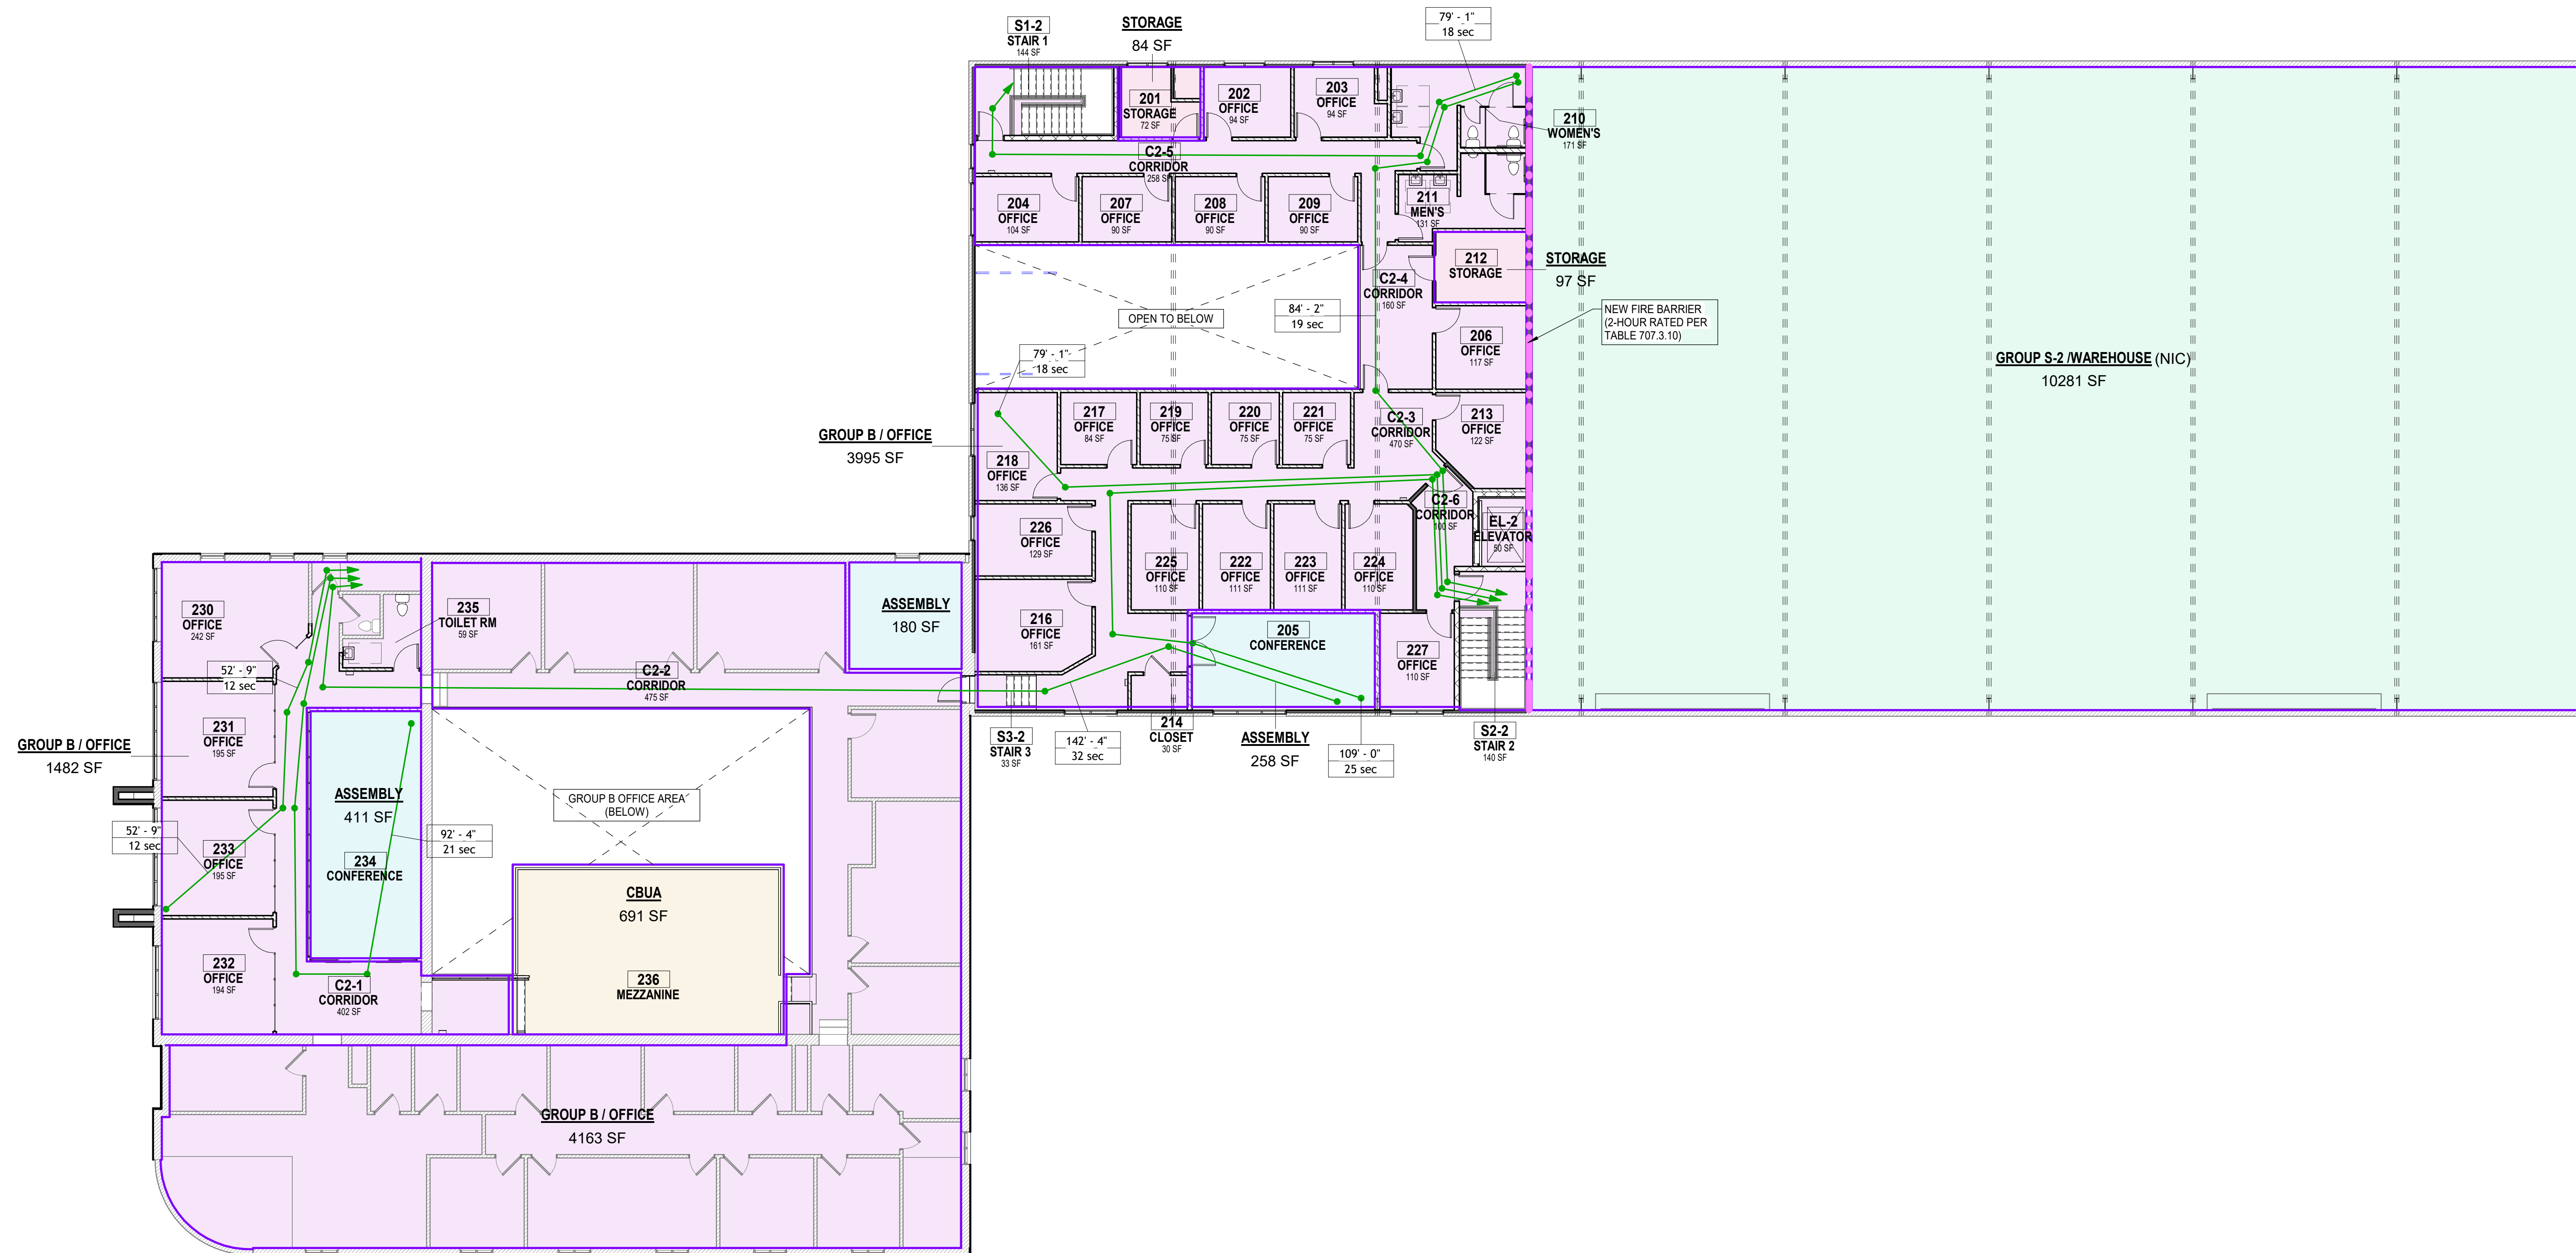 S1-2
STAIR 1
144 SF
STORAGE
84 SF
79' - 1"
18 sec
201
STORAGE
72 SF
202
OFFICE
94 SF
203
OFFICE
94 SF
210
WOMEN'S
171 SF
C2-5
CORRIDOR
258 SF
204
OFFICE
104 SF
207
OFFICE
90 SF
208
OFFICE
90 SF
209
OFFICE
90 SF
211
MEN'S
131 SF
212
STORAGE
STORAGE
97 SF
C2-4
CORRIDOR
160 SF
OPEN TO BELOW
84' - 2"
19 sec
206
OFFICE
117 SF
NEW FIRE BARRIER
(2-HOUR RATED PER
TABLE 707.3.10)
GROUP S-2 /WAREHOUSE (NIC)
10281 SF
79' - 1"
18 sec
217
OFFICE
84 SF
219
OFFICE
75 SF
220
OFFICE
75 SF
221
OFFICE
75 SF
C2-3
CORRIDOR
470 SF
213
OFFICE
122 SF
GROUP B / OFFICE
3995 SF
218
OFFICE
136 SF
C2-6
CORRIDOR
100 SF
EL-2
ELEVATOR
50 SF
226
OFFICE
129 SF
225
OFFICE
110 SF
222
OFFICE
111 SF
223
OFFICE
111 SF
224
OFFICE
110 SF
216
OFFICE
161 SF
205
CONFERENCE
227
OFFICE
110 SF
S3-2
STAIR 3
33 SF
142' - 4"
32 sec
214
CLOSET
30 SF
ASSEMBLY
258 SF
109' - 0"
25 sec
S2-2
STAIR 2
140 SF
230
OFFICE
242 SF
235
TOILET RM
59 SF
ASSEMBLY
180 SF
52' - 9"
12 sec
C2-2
CORRIDOR
475 SF
231
OFFICE
195 SF
GROUP B / OFFICE
1482 SF
ASSEMBLY
411 SF
GROUP B OFFICE AREA
(BELOW)
52' - 9"
12 sec
92' - 4"
21 sec
233
OFFICE
195 SF
234
CONFERENCE
CBUA
691 SF
232
OFFICE
194 SF
C2-1
CORRIDOR
402 SF
236
MEZZANINE
GROUP B / OFFICE
4163 SF